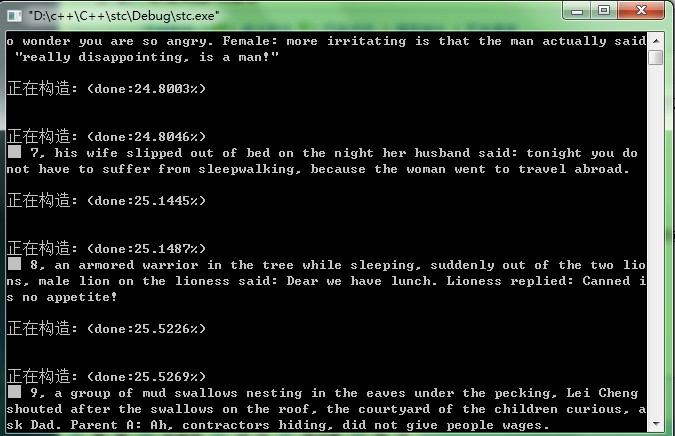 "D:\c++\C++\stc\Debug\stc.exe"
o wonder you are so angry. Female: more irritating is that the man actually said
"really disappointing, is a man!"
正在构造: (done:24.8003%)
正在构造: (done:24.8046%)
7, his wife slipped out of bed on the night her husband said: tonight you do
not have to suffer from sleepwalking, because the woman went to travel abroad.
正在构造: (done:25.1445%)
正在构造: (done:25.1487%)
8, an armored warrior in the tree while sleeping, suddenly out of the two lio
ns, male lion on the lioness said: Dear we have lunch. Lioness replied: Canned i
s no appetite!
正在构造: (done:25.5226%)
正在构造: (done:25.5269%)
9, a group of mud swallows nesting in the eaves under the pecking, Lei Cheng
shouted after the swallows on the roof, the courtyard of the children curious, a
sk Dad. Parent A: Ah, contractors hiding, did not give people wages.